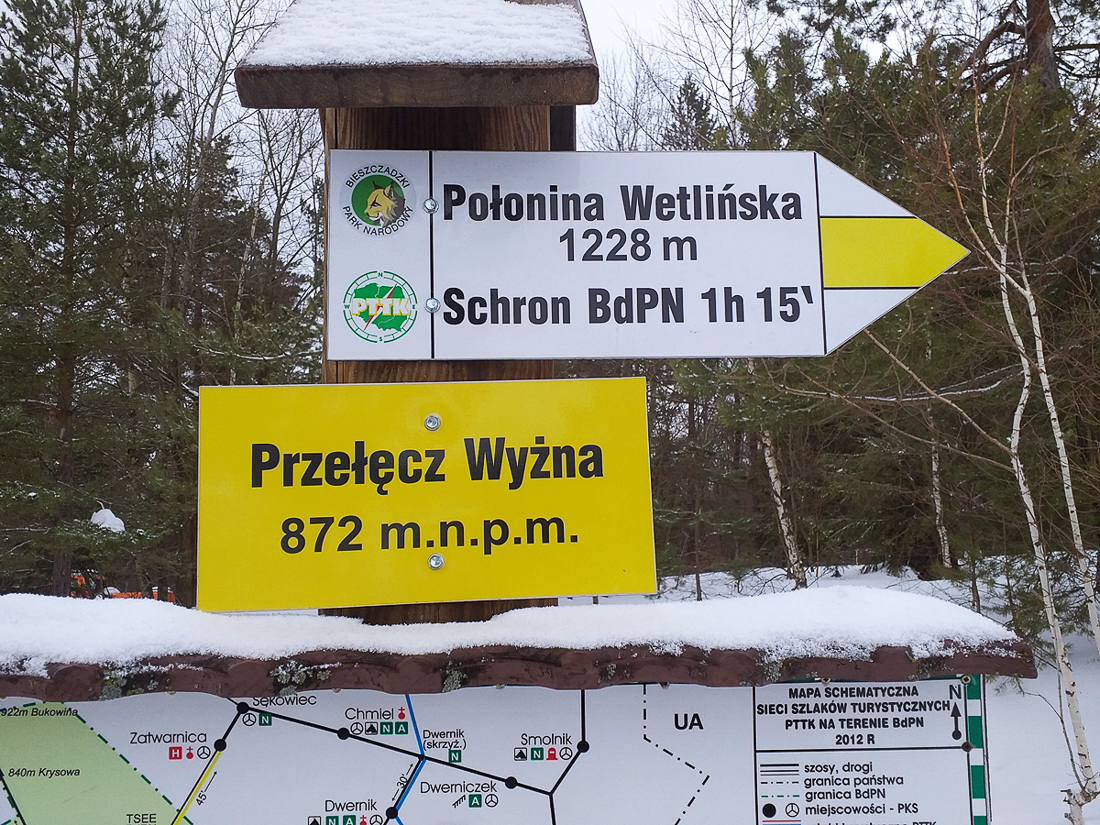 BIESZCZADZKI
PARK NARODOWY
Połonina Wetlińska
1228 m
N
W E
PTTK
S
Schron BdPN 1h 15'
Przełęcz Wyżna
872 m.n.p.m.
922m Bukowina
Sękowiec
N
Chmiel
N A
Zatwarnica
H
Dwernik
(skrzyż.)
N
Smolnik
N
UA
840m Krysowa
45'
30'
Dwerniczek
A
Dwernik
N A
TSEE
MAPA SCHEMATYCZNA
SIECI SZLAKÓW TURYSTYCZNYCH
PTTK NA TERENIE BdPN
2012 R
N
szosy, drogi
granica państwa
granica BdPN
miejscowości - PKS